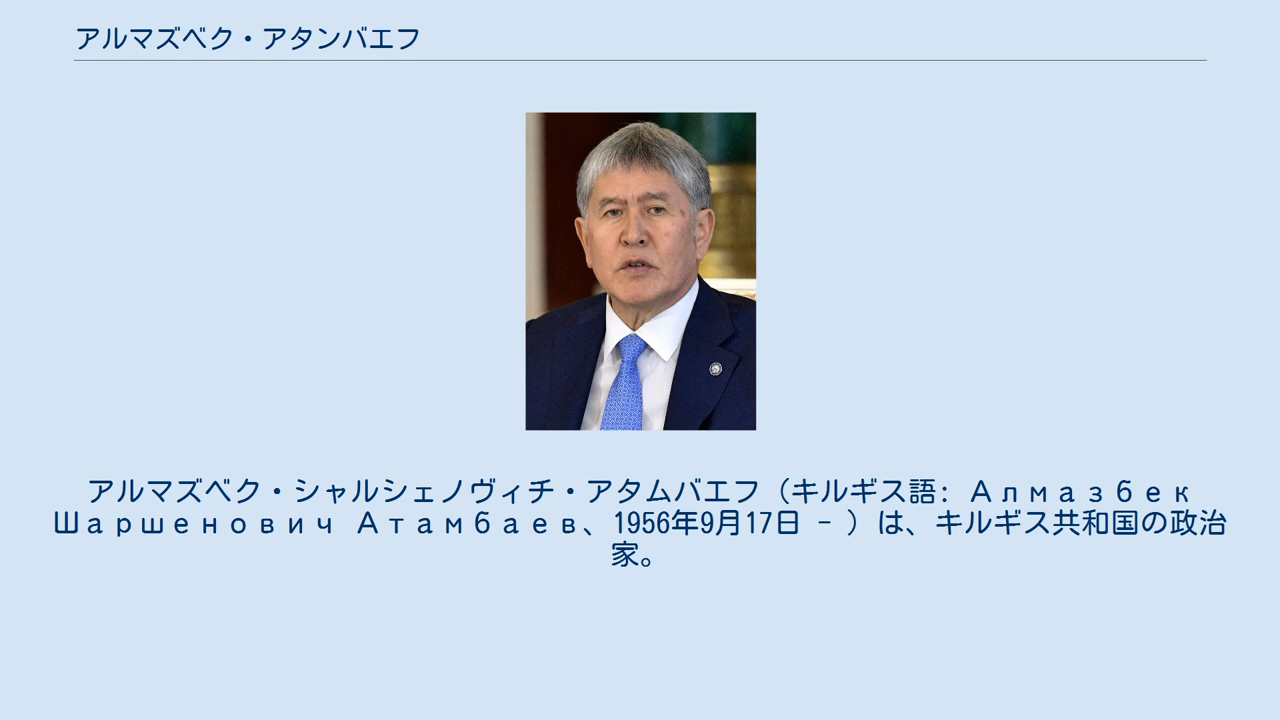 アルマズベク・アタンバエフ
アルマズベク・シャルシェノヴィチ・アタムバエフ（キルギス語: Алмазбек
Шаршенович Атамбаев、1956年9月17日 - ）は、キルギス共和国の政治
家。